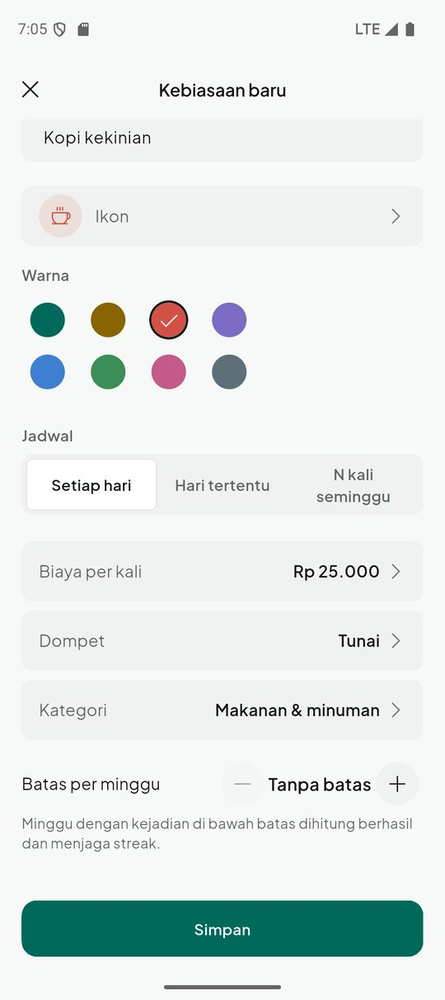 7:05
LTE
Kebiasaan baru
Kopi kekinian
Ikon
Warna
Jadwal
Setiap hari
Hari tertentu
N kali
seminggu
Biaya per kali
Rp 25.000
Dompet
Tunai
Kategori
Makanan & minuman
Batas per minggu
Tanpa batas
Minggu dengan kejadian di bawah batas dihitung berhasil
dan menjaga streak.
Simpan